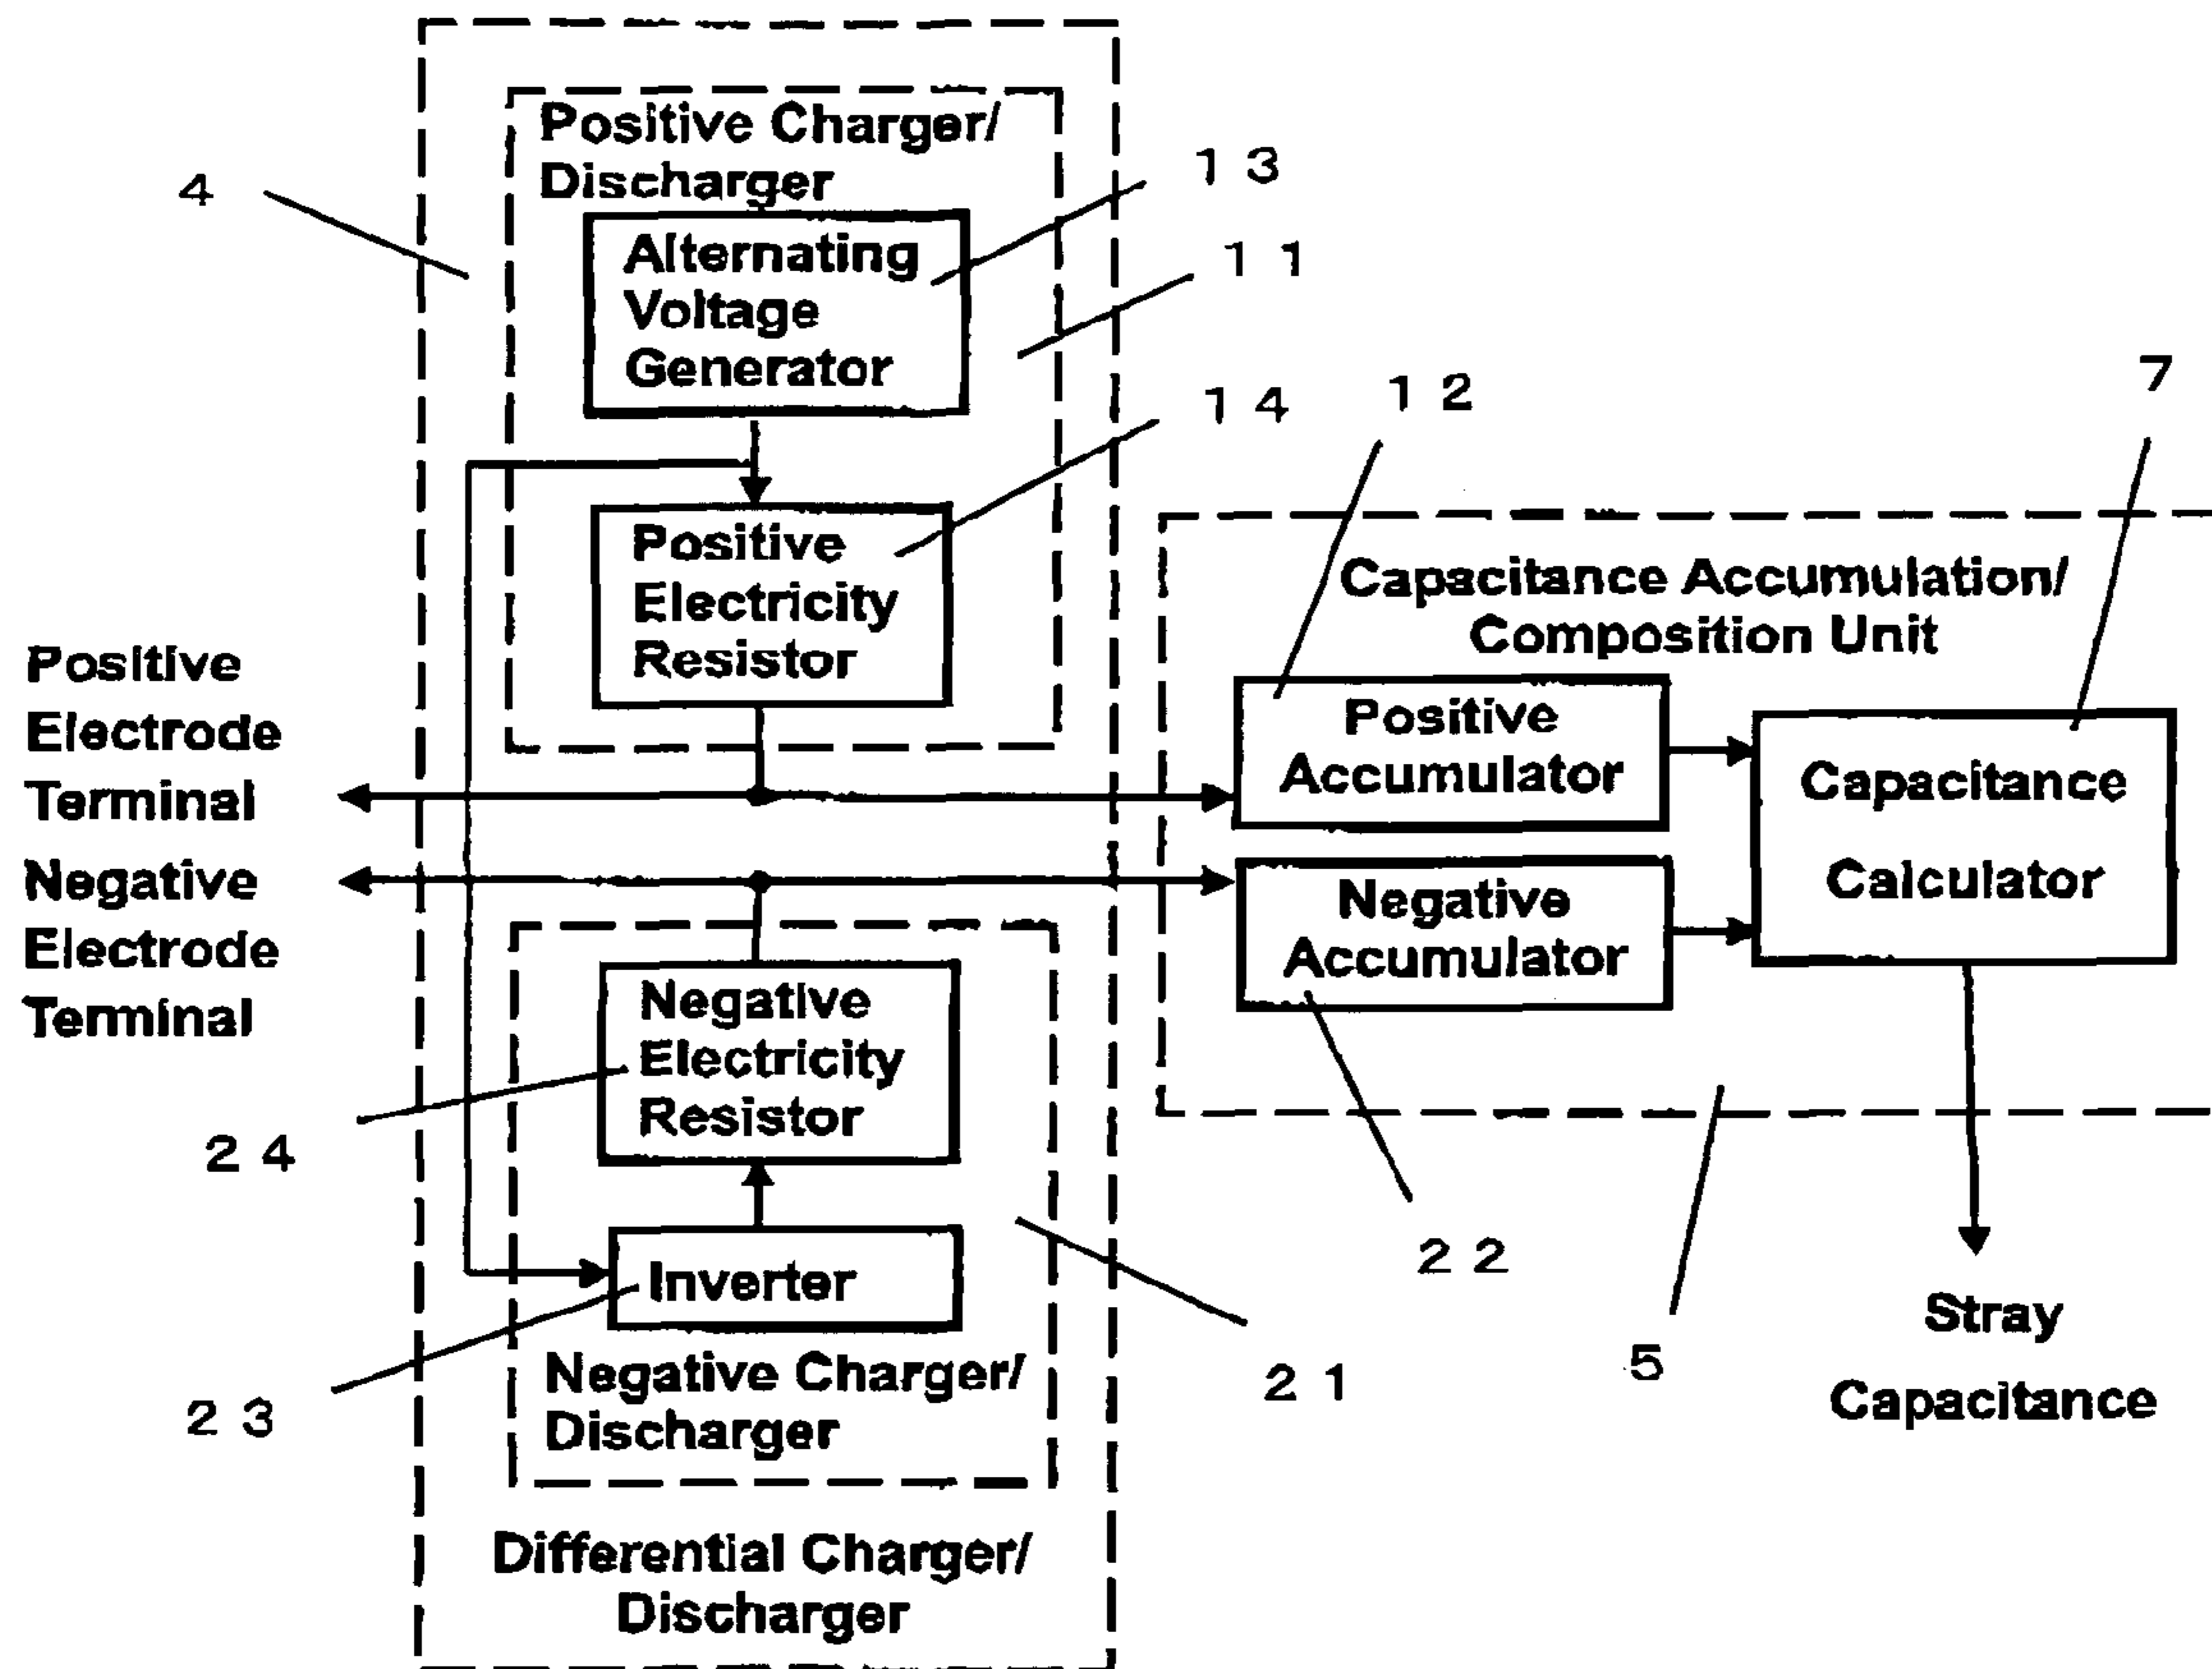 Positive Charger/
Discharger
4
1 3
Alternating
Voltage
Generator
1 1
1 4
1 2
7
Positive
Electricity
Resistor
Capacitance Accumulation/
Composition Unit
Positive
Electrode
Terminal
Positive
Accumulator
Capacitance
Calculator
Negative
Electrode
Terminal
Negative
Accumulator
Negative
Electricity
Resistor
2 4
2 2
Inverter
Stray
Capacitance
2 3
Negative Charger/
Discharger
2 1
5
Differential Charger/
Discharger